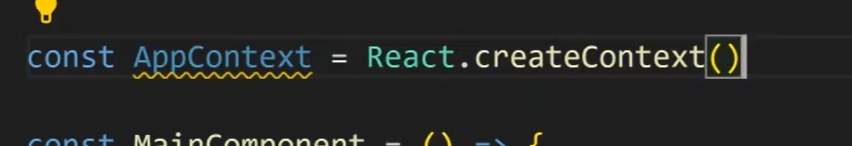 const AppContext = React.createContext()
const MainComponent = () => {